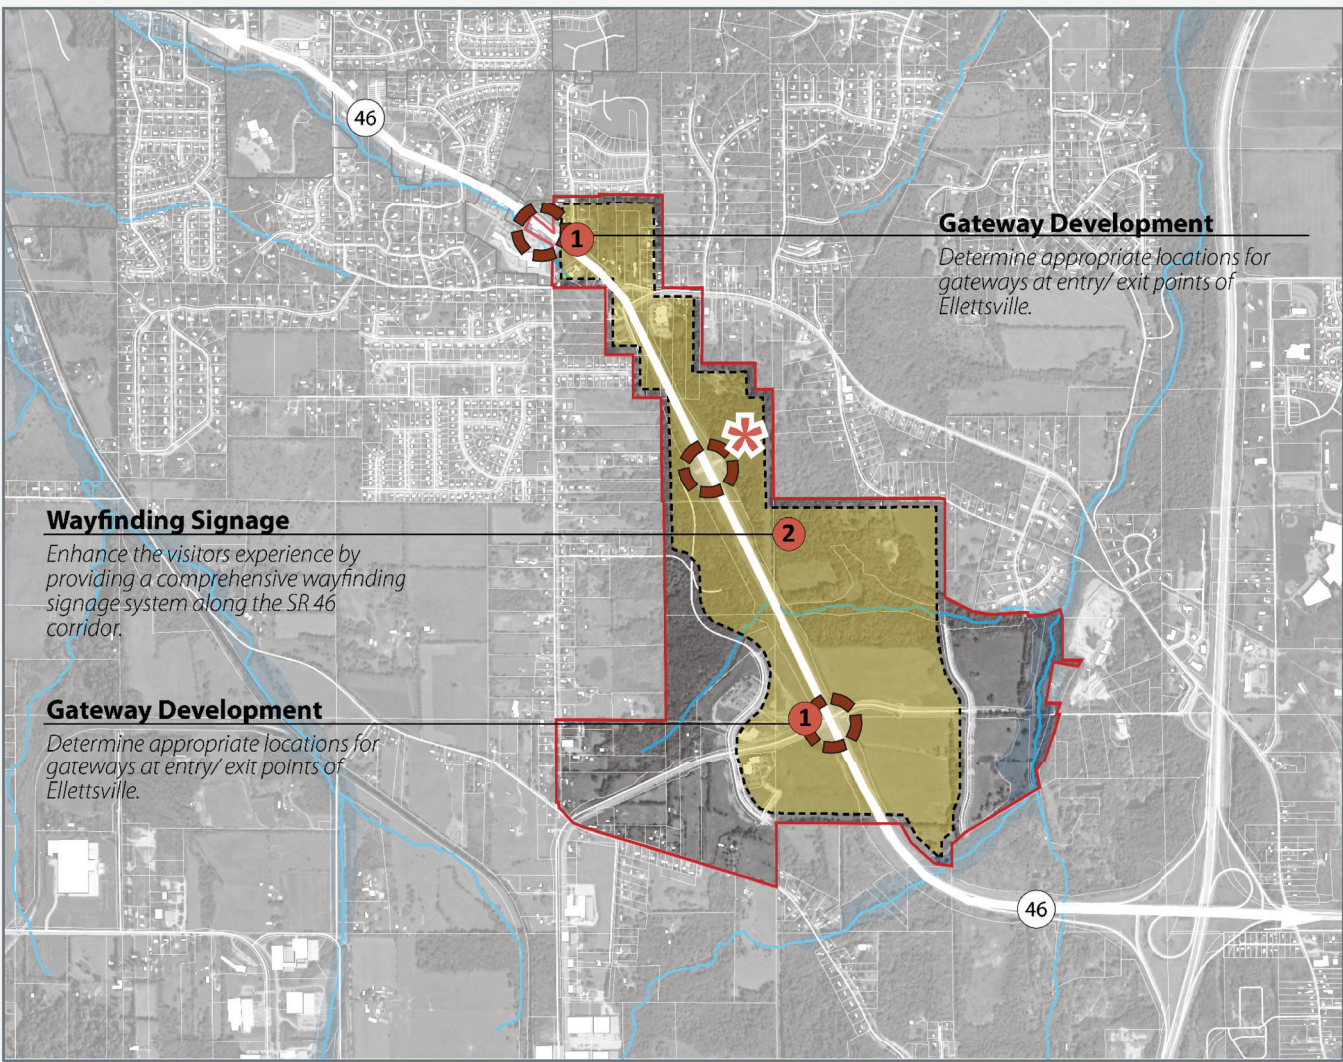 46
1
Gateway Development
Determine appropriate locations for
gateways at entry/ exit points of
Ellettsville.
*
Wayfinding Signage
2
Enhance the visitors experience by
providing a comprehensive wayfinding
signage system along the SR 46
corridor.
Gateway Development
1
Determine appropriate locations for
gateways at entry/ exit points of
Ellettsville.
46